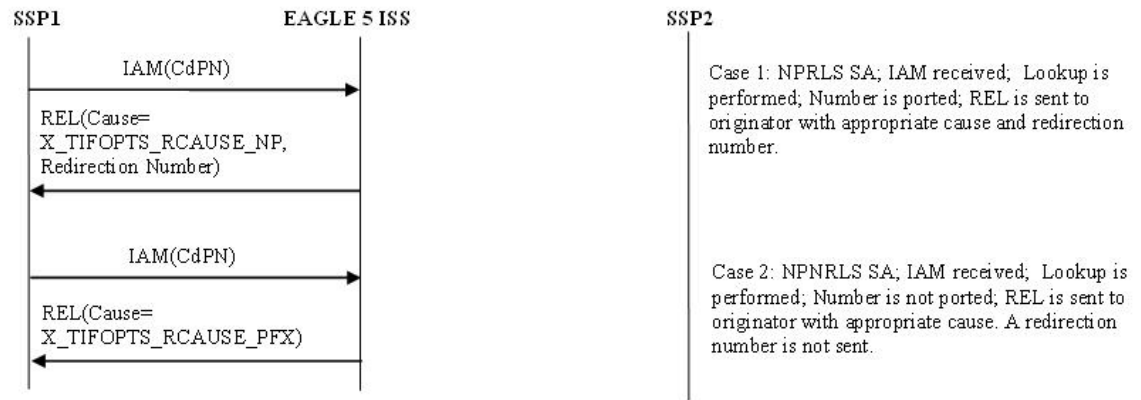 SSP1 EAGLE 5 ISS SSP2
IAM(CdPN)
REL(Cause=
X_TIFOPTS_RCAUSE_NP,
Redirection Number)
Case 1: NPRLS SA; IAM received; Lookup is
performed; Number is ported; REL is sent to
originator with appropriate cause and redirection
number.
IAM(CdPN)
REL(Cause=
X_TIFOPTS_RCAUSE_PFX)
Case 2: NPNRLS SA; IAM received; Lookup is
performed; Number is not ported; REL is sent to
originator with appropriate cause. A redirection
number is not sent.